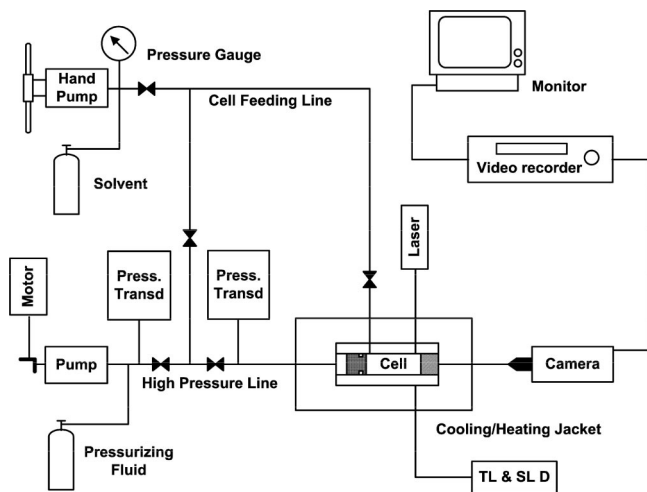 Pressure Gauge
Hand
Pump
Cell Feeding Line
Monitor
Video recorder
Solvent
Laser
Motor
Press.
Transd
Press.
Transd
Pump
High Pressure Line
Cell
Camera
Cooling/Heating Jacket
Pressurizing
Fluid
TL & SL D